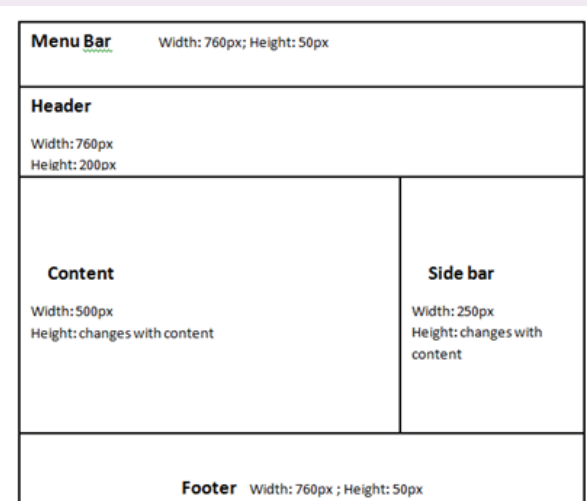 Menu Bar Width: 760px; Height: 50px
Header
Width: 760px
Height: 200px
Content
Width: 500px
Height: changes with content
Side bar
Width: 250px
Height: changes with
content
Footer Width: 760px ; Height: 50px